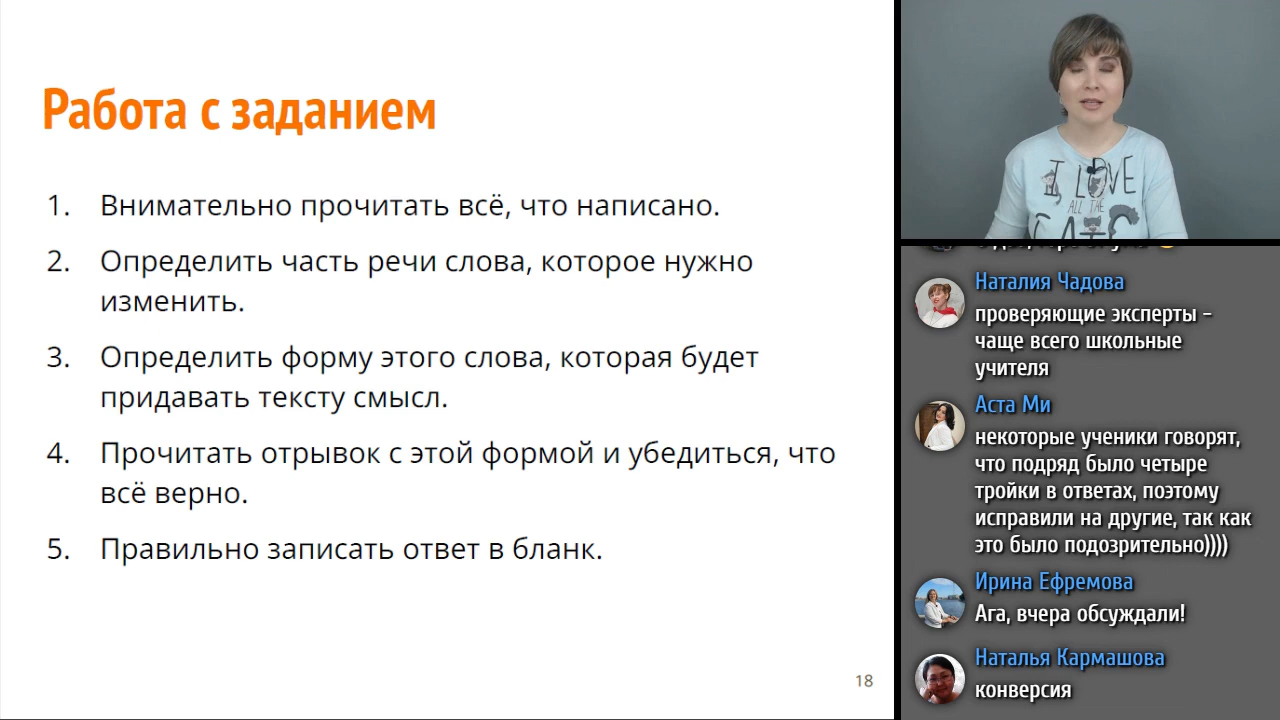 Работа с заданием
1. Внимательно прочитать всё, что написано.
2. Определить часть речи слова, которое нужно
изменить.
3. Определить форму этого слова, которая будет
придавать тексту смысл.
4. Прочитать отрывок с этой формой и убедиться, что
всё верно.
5. Правильно записать ответ в бланк.
18
I LOVE
ALL THE
CATS
Наталия Чадова
проверяющие эксперты -
чаще всего школьные
учителя
Аста Ми
некоторые ученики говорят,
что подряд было четыре
тройки в ответах, поэтому
исправили на другие, так как
это было подозрительно))))
Ирина Ефремова
Ага, вчера обсуждали!
Наталья Кармашова
конверсия